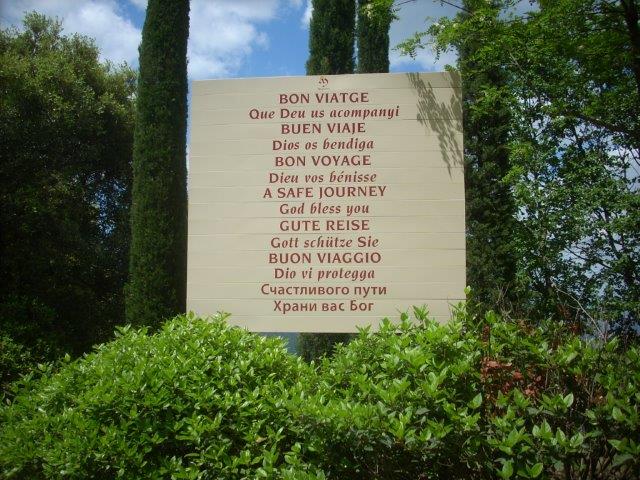 BON VIATGE
Que Deu us acompanyi
BUEN VIAJE
Dios os bendiga
BON VOYAGE
Dieu vos bénisse
A SAFE JOURNEY
God bless you
GUTE REISE
Gott schütze Sie
BUON VIAGGIO
Dio vi protegga
Счастливого пути
Храни вас Бог